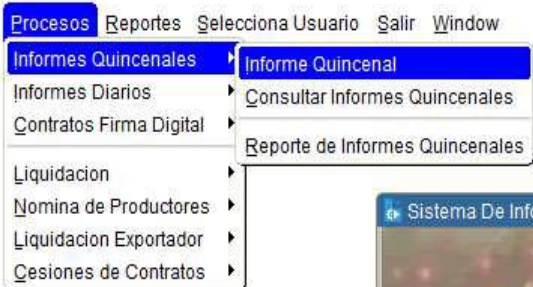 Procesos Reportes Selecciona Usuario Salir Window
Informes Quincenales
Informes Diarios
Contratos Firma Digital
Liquidacion
Nomina de Productores
Liquidacion Exportador
Cesiones de Contratos
Informe Quincenal
Consultar Informes Quincenales
Reporte de Informes Quincenales
Sistema De Info